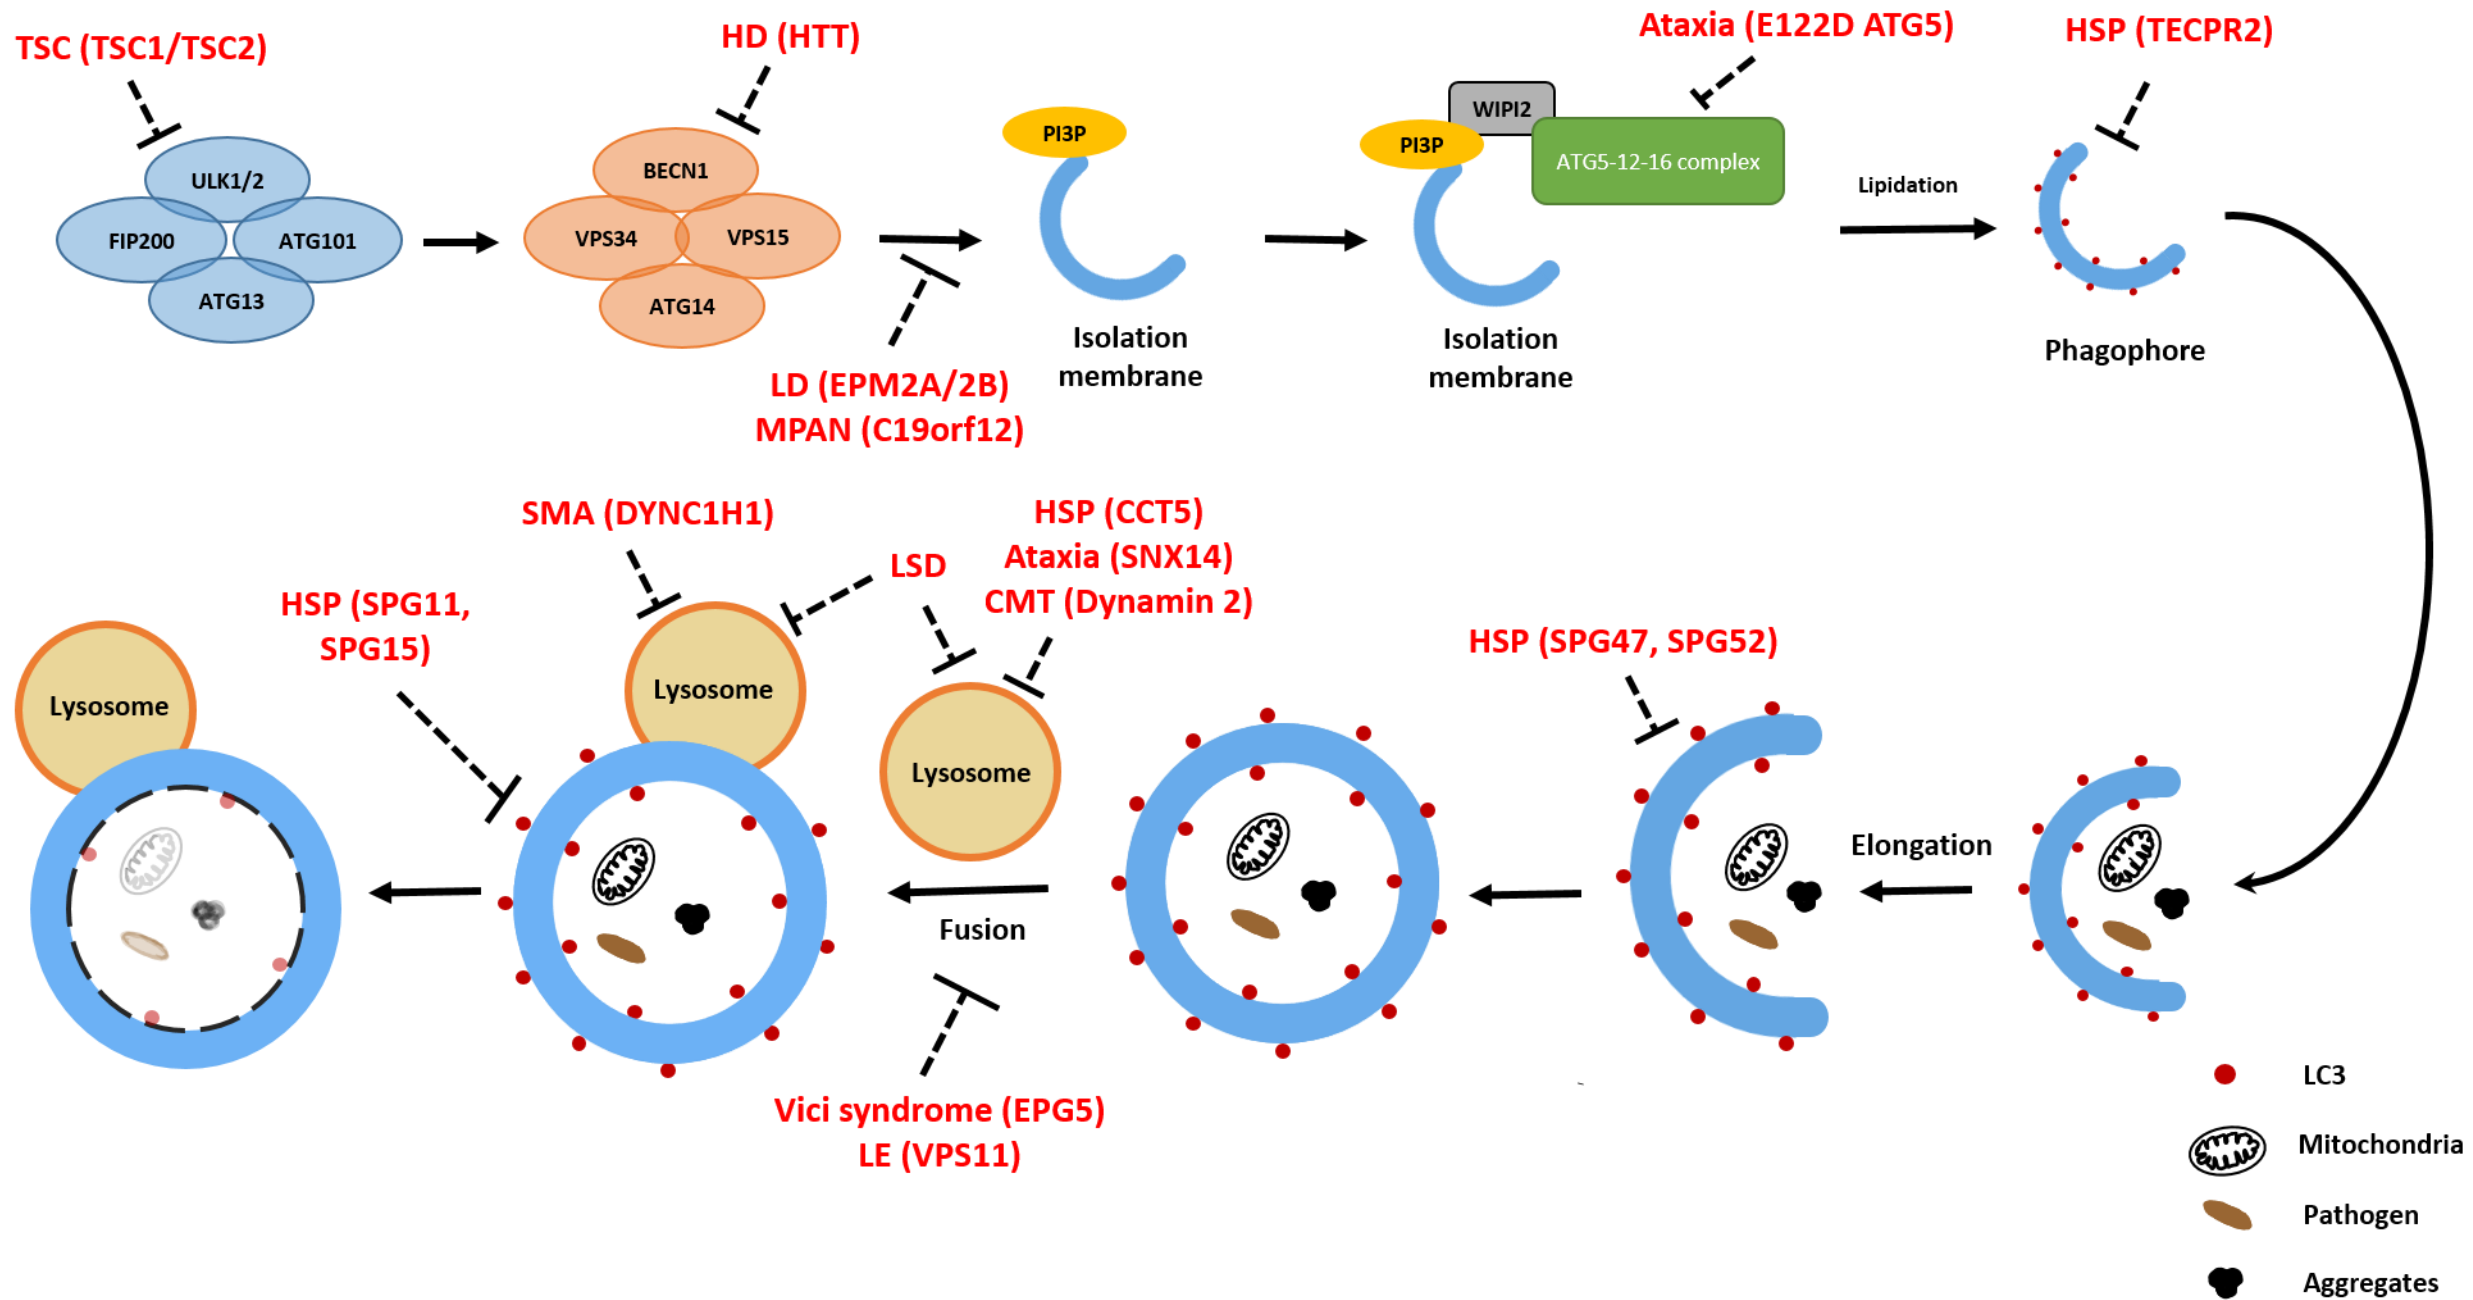 TSC (TSC1/TSC2)
HD (HTT)
Ataxia (E122D ATG5)
HSP (TECPR2)
ULK1/2
FIP200
ATG101
ATG13
BECN1
VPS34
VPS15
ATG14
PI3P
Isolation
membrane
PI3P
WIPI2
ATG5-12-16 complex
Isolation
membrane
Lipidation
Phagophore
LD (EPM2A/2B)
MPAN (C19orf12)
SMA (DYNC1H1)
LSD
HSP (CCT5)
Ataxia (SNX14)
CMT (Dynamin 2)
HSP (SPG11,
SPG15)
HSP (SPG47, SPG52)
Lysosome
Lysosome
Lysosome
Elongation
Fusion
Vici syndrome (EPG5)
LE (VPS11)
LC3
Mitochondria
Pathogen
Aggregates